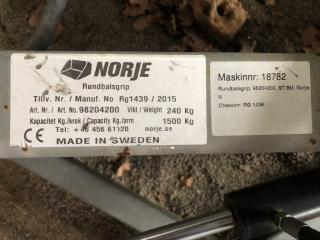 NORJE
Rundbalsgrip
Tillv. Nr. / Manuf. No Rg1439 / 2015
Art. Nr./ Art. No. 98204200 Vikt / Weight 240 Kg
Kapacitet Kg./krok / Capacity Kg./arm 1500 Kg
Tel: +46 456 61120 norje.se
CE MADE IN SWEDEN
Maskinnr: 18782
Rundbalsgrip, 98204200, ST BM, Norje
N
Chassinr: RG 1439